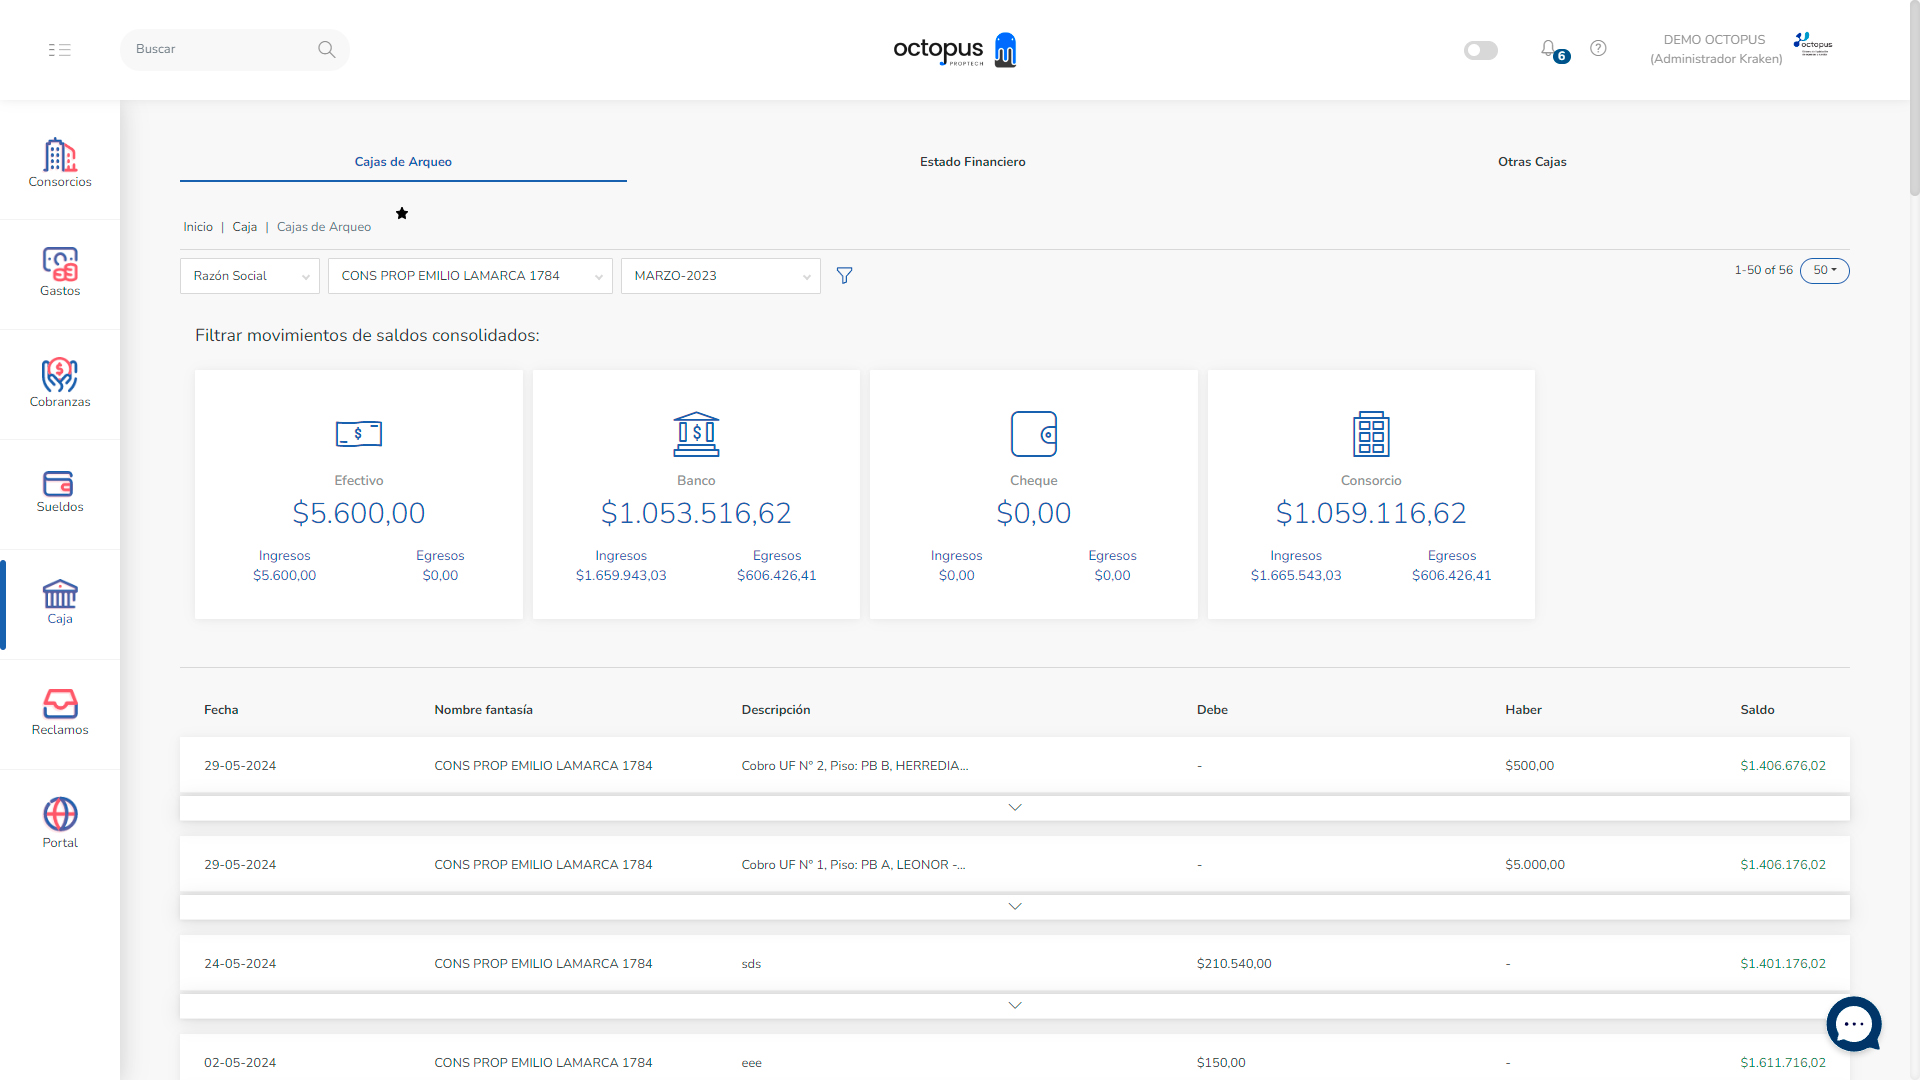 Buscar
octopus
PROPTECH
6
DEMO OCTOPUS
(Administrador Kraken)
octopus
Consorcios
Gastos
Cobranzas
Sueldos
Caja
Reclamos
Portal
Cajas de Arqueo
Estado Financiero
Otras Cajas
Inicio | Caja | Cajas de Arqueo
Razón Social
CONS PROP EMILIO LAMARCA 1784
MARZO-2023
1-50 of 56
50
Filtrar movimientos de saldos consolidados:
Efectivo
$5.600,00
Ingresos Egresos
$5.600,00 $0,00
Banco
$1.053.516,62
Ingresos Egresos
$1.659.943,03 $606.426,41
Cheque
$0,00
Ingresos Egresos
$0,00 $0,00
Consorcio
$1.059.116,62
Ingresos Egresos
$1.665.543,03 $606.426,41
Fecha Nombre fantasía Descripción Debe Haber Saldo
29-05-2024 CONS PROP EMILIO LAMARCA 1784 Cobro UF N° 2, Piso: PB B, HERREDIA... - $500,00 $1.406.676,02
29-05-2024 CONS PROP EMILIO LAMARCA 1784 Cobro UF N° 1, Piso: PB A, LEONOR -... - $5.000,00 $1.406.176,02
24-05-2024 CONS PROP EMILIO LAMARCA 1784 sds $210.540,00 - $1.401.176,02
02-05-2024 CONS PROP EMILIO LAMARCA 1784 eee $150,00 - $1.611.716,02